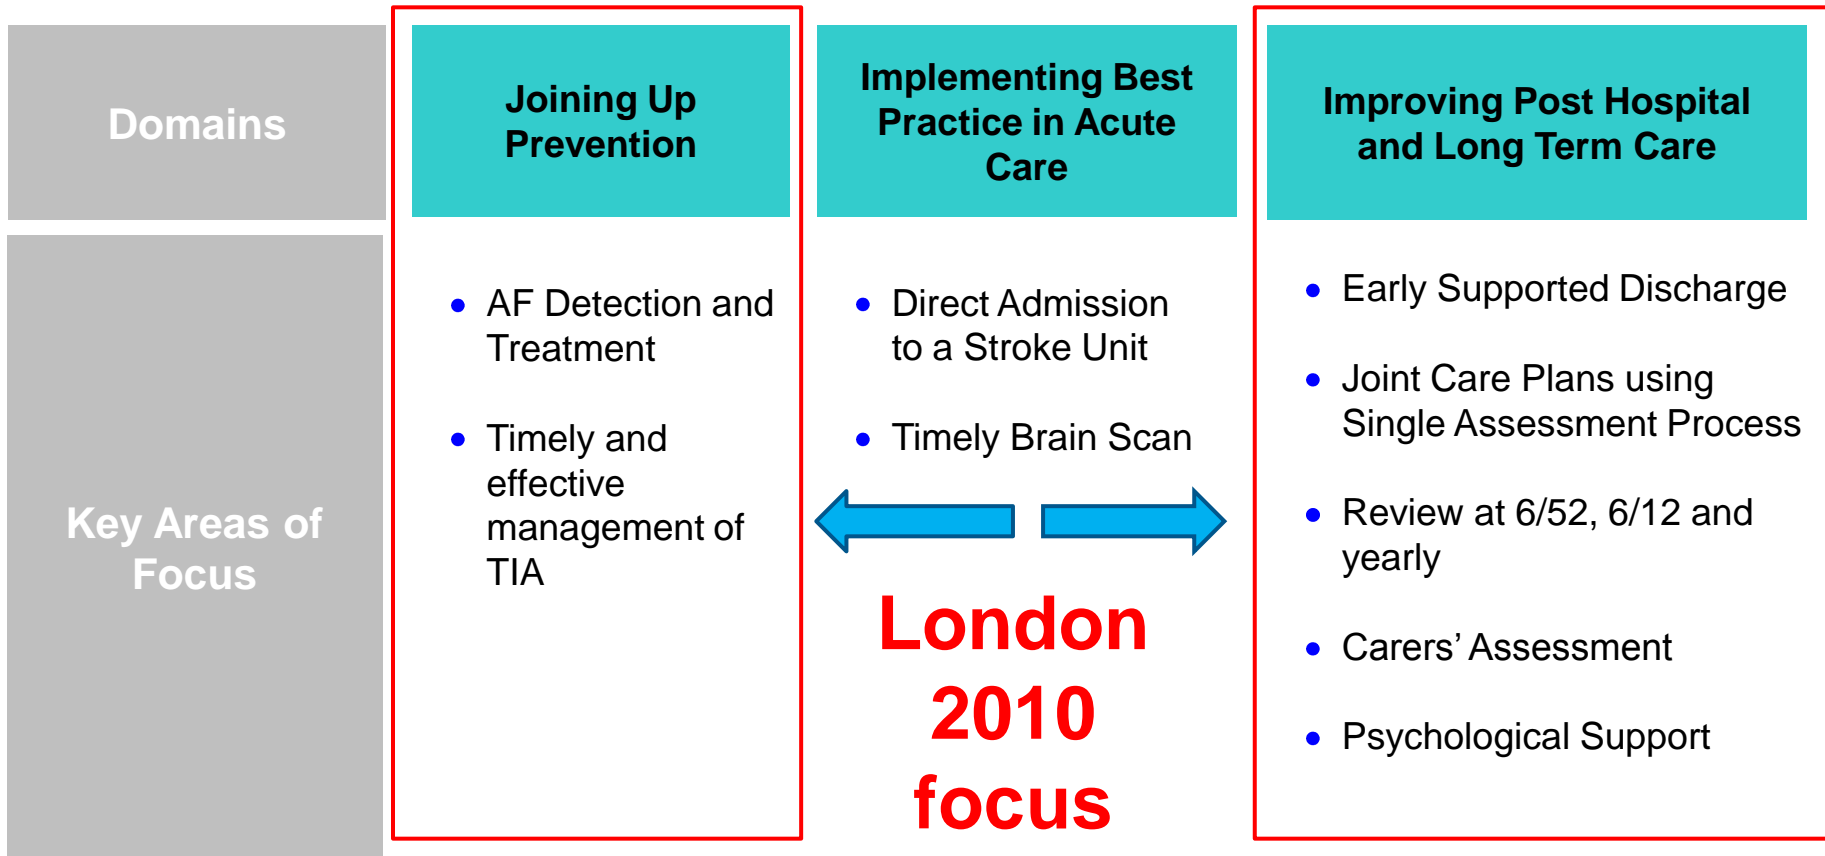 Domains
Joining Up
Prevention
Implementing Best
Practice in Acute
Care
Improving Post Hospital
and Long Term Care
Key Areas of
Focus
• AF Detection and
Treatment
• Timely and
effective
management of
TIA
• Direct Admission
to a Stroke Unit
• Timely Brain Scan
London
2010
focus
• Early Supported Discharge
• Joint Care Plans using
Single Assessment Process
• Review at 6/52, 6/12 and
yearly
• Carers’ Assessment
• Psychological Support